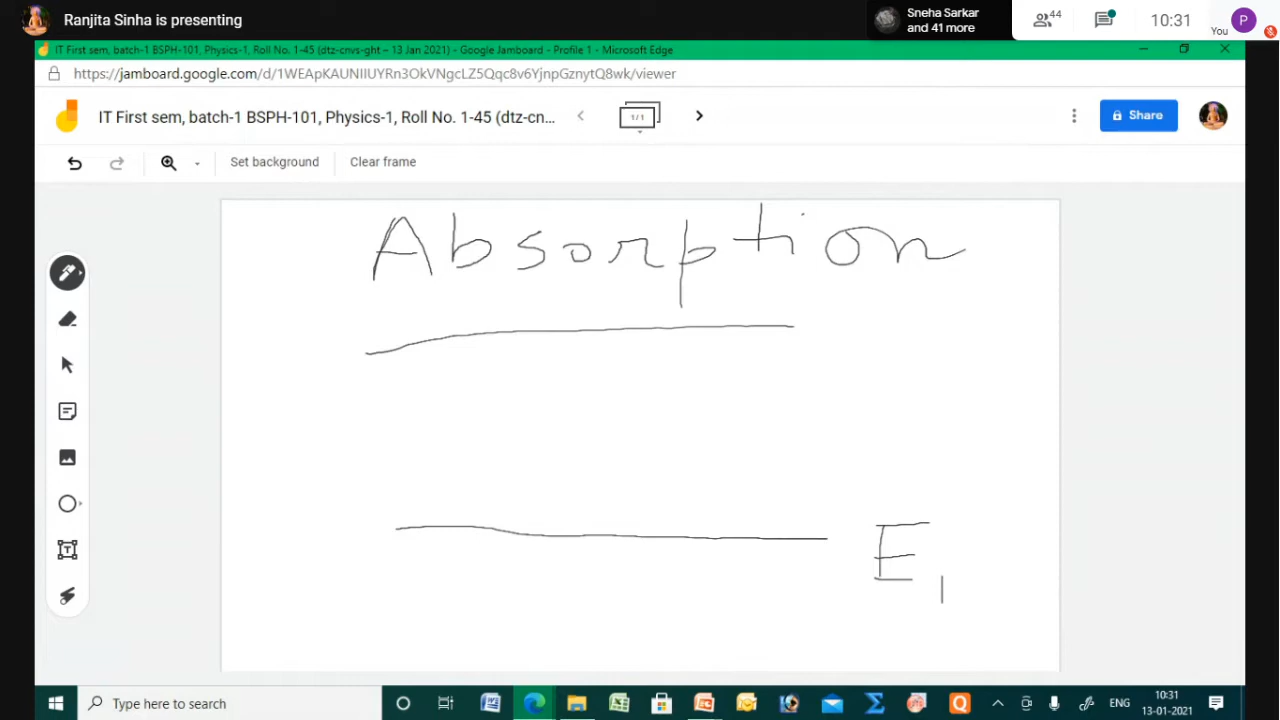 Ranjita Sinha is presenting
Sneha Sarkar
and 41 more
44
10:31
P
You
IT First sem, batch-1 BSPH-101, Physics-1, Roll No. 1-45 (dtz-cnvs-ght – 13 Jan 2021) - Google Jamboard - Profile 1 - Microsoft Edge
https://jamboard.google.com/d/1WEApKAUNIIUYRn3OkVNgcLZ5Qqc8v6YjnpGznytQ8wk/viewer
IT First sem, batch-1 BSPH-101, Physics-1, Roll No. 1-45 (dtz-cn...
1/1
Share
Set background
Clear frame
Absorption
E1
Type here to search
ENG
10:31
13-01-2021